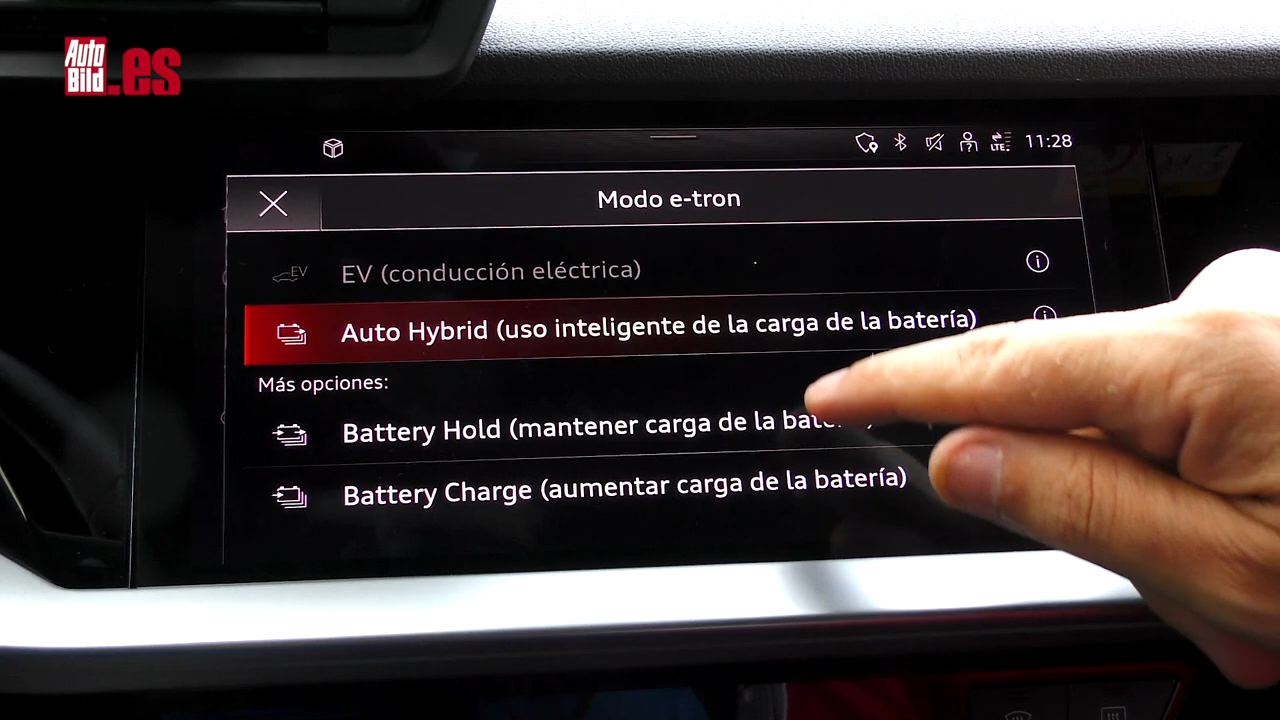 Auto
Bild
.es
LTE
11:28
Modo e-tron
EV
EV (conducción eléctrica)
Auto Hybrid (uso inteligente de la carga de la batería)
Más opciones:
Battery Hold (mantener carga de la
Battery Charge (aumentar carga de la batería)